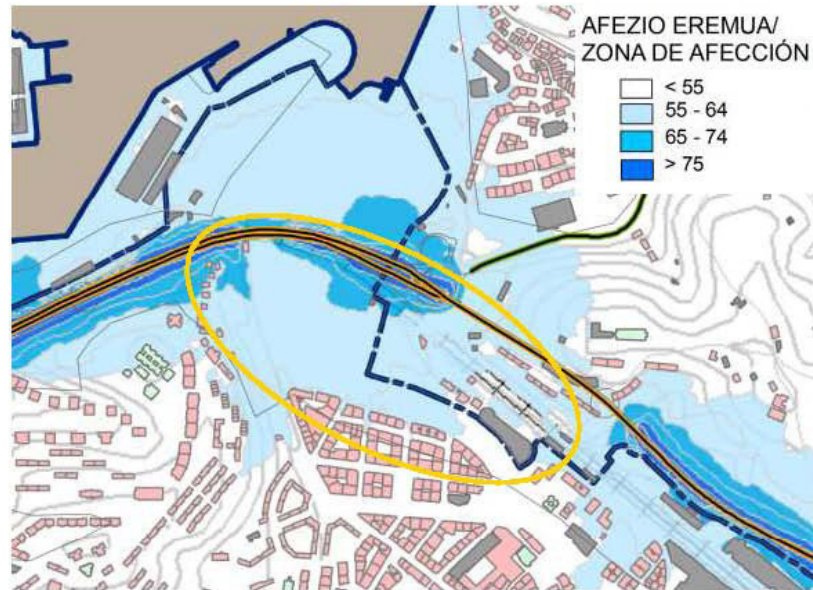 AFEZIO EREMUA/
ZONA DE AFECCIÓN
< 55
55 - 64
65 - 74
> 75